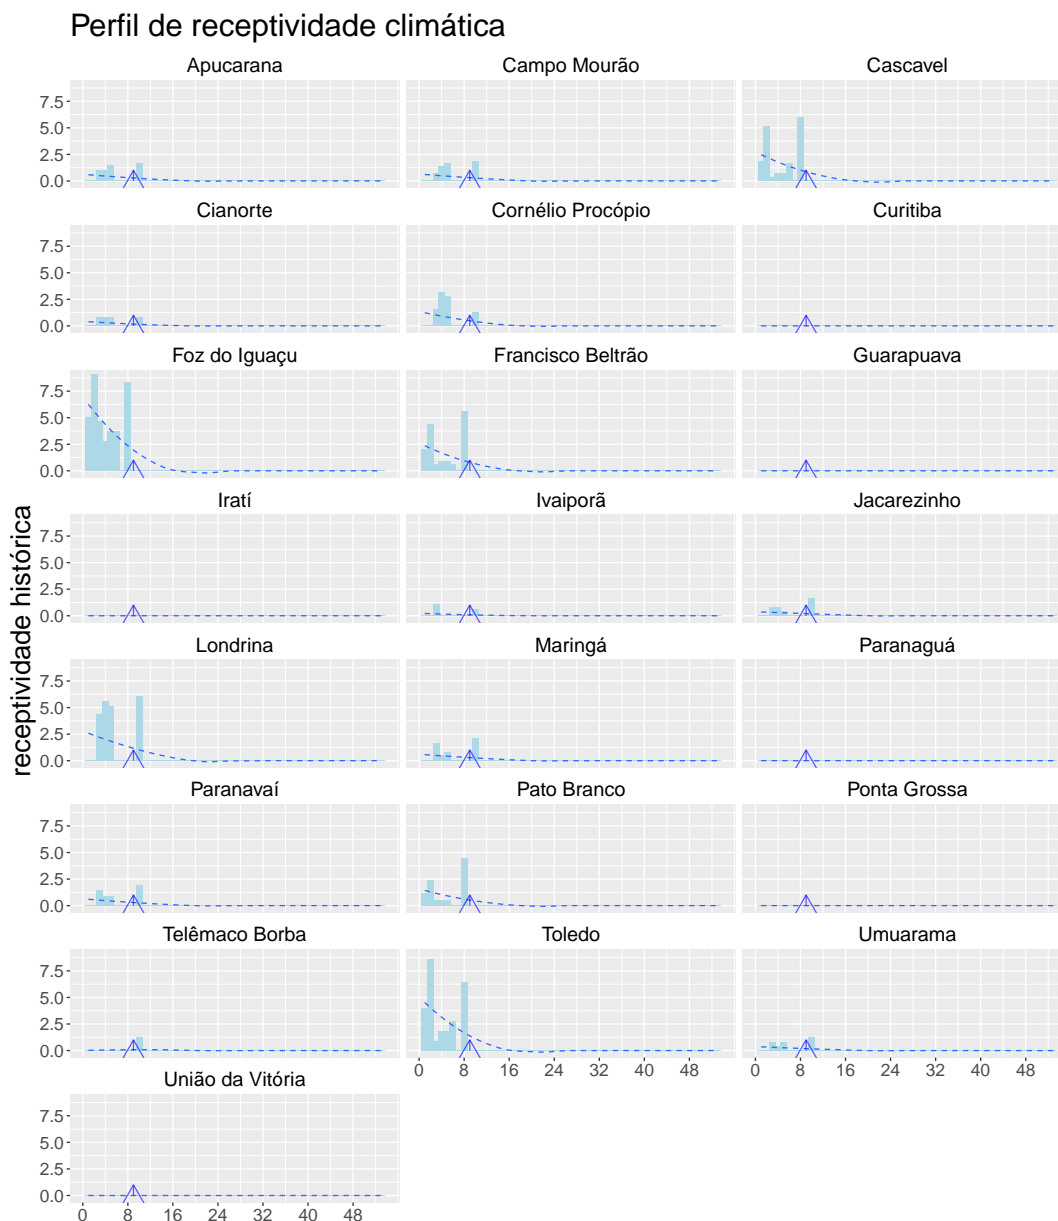 Perfil de receptividade climática
Apucarana
Campo Mourão
Cascavel
7.5
5.0
2.5
0.0
Cianorte
Cornélio Procópio
Curitiba
7.5
5.0
2.5
0.0
Foz do Iguaçu
Francisco Beltrão
Guarapuava
7.5
5.0
2.5
0.0
Iratí
Ivaiporã
Jacarezinho
7.5
5.0
2.5
0.0
receptividade histórica
Londrina
Maringá
Paranaguá
7.5
5.0
2.5
0.0
Paranavaí
Pato Branco
Ponta Grossa
7.5
5.0
2.5
0.0
Telêmaco Borba
Toledo
Umuarama
7.5
5.0
2.5
0.0
0 8 16 24 32 40 48
0 8 16 24 32 40 48
União da Vitória
7.5
5.0
2.5
0.0
0 8 16 24 32 40 48